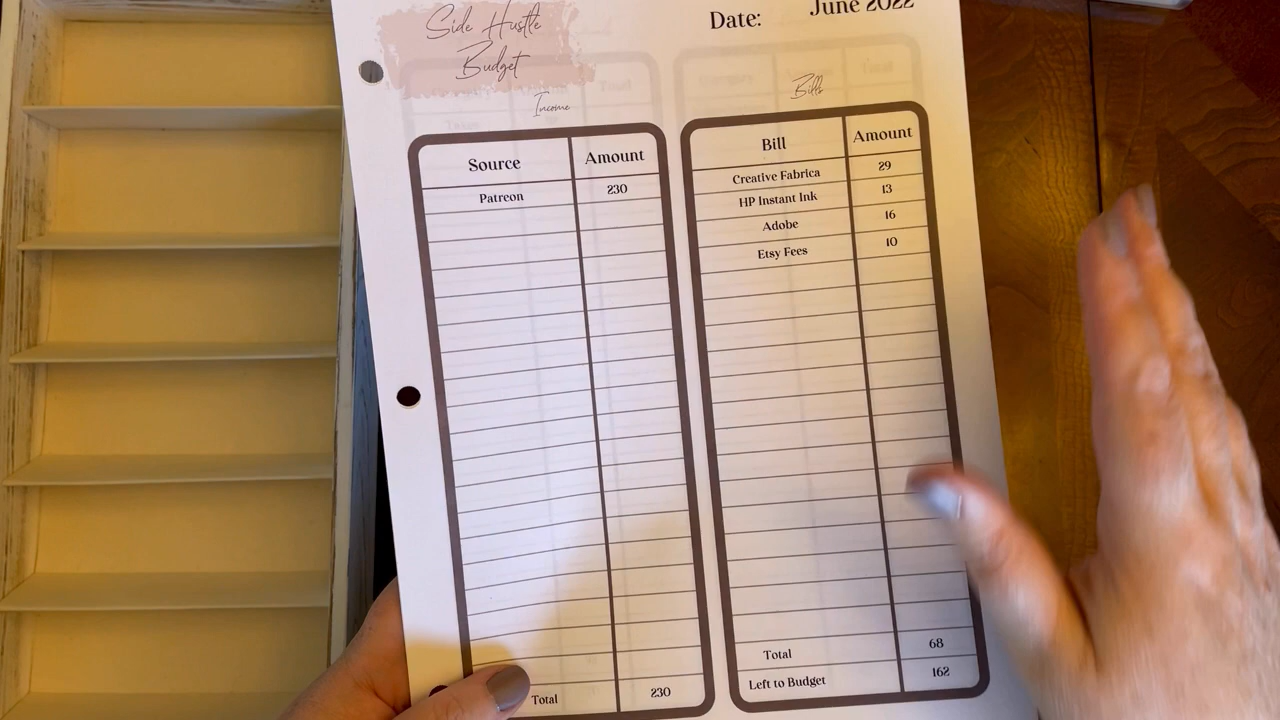 Side Hustle
Budget
Date: June 2022
Income
Source Amount
Patreon 230
Total 230
Bills
Bill Amount
Creative Fabrica 29
HP Instant Ink 13
Adobe 16
Etsy Fees 10
Total 68
Left to Budget 162